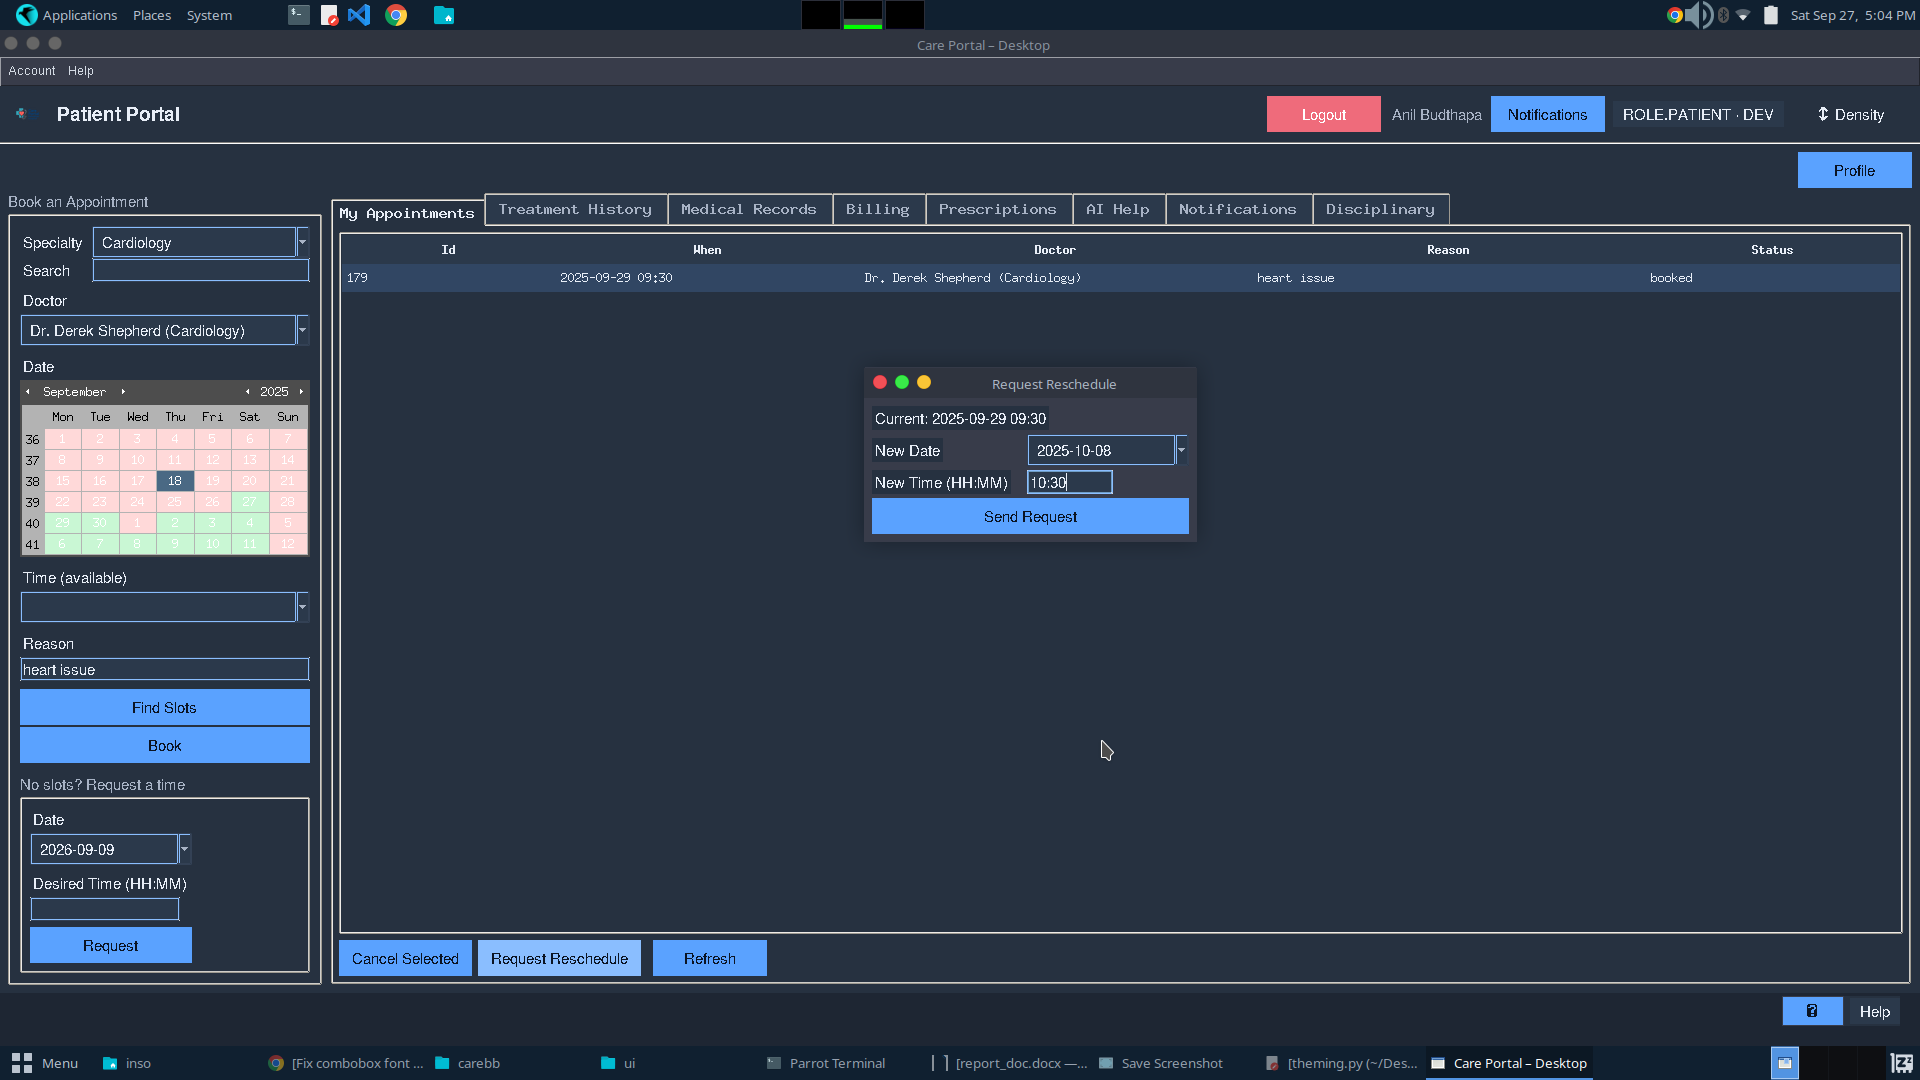 Applications Places System
Sat Sep 27, 5:04 PM
Care Portal – Desktop
Account Help
Patient Portal
Logout Anil Budthapa Notifications ROLE.PATIENT · DEV ⇕ Density
Profile
Book an Appointment
Specialty Cardiology
Search
Doctor
Dr. Derek Shepherd (Cardiology)
Date
September 2025
Mon Tue Wed Thu Fri Sat Sun
36 1 2 3 4 5 6 7
37 8 9 10 11 12 13 14
38 15 16 17 18 19 20 21
39 22 23 24 25 26 27 28
40 29 30 1 2 3 4 5
41 6 7 8 9 10 11 12
Time (available)
Reason
heart issue
Find Slots
Book
No slots? Request a time
Date
2026-09-09
Desired Time (HH:MM)
Request
My Appointments Treatment History Medical Records Billing Prescriptions AI Help Notifications Disciplinary
Id When Doctor Reason Status
179 2025-09-29 09:30 Dr. Derek Shepherd (Cardiology) heart issue booked
Request Reschedule
Current: 2025-09-29 09:30
New Date 2025-10-08
New Time (HH:MM) 10:30
Send Request
Cancel Selected Request Reschedule Refresh
? Help
Menu inso [Fix combobox font ... carebb ui Parrot Terminal [report_doc.docx —... Save Screenshot [theming.py (~/Des... Care Portal – Desktop